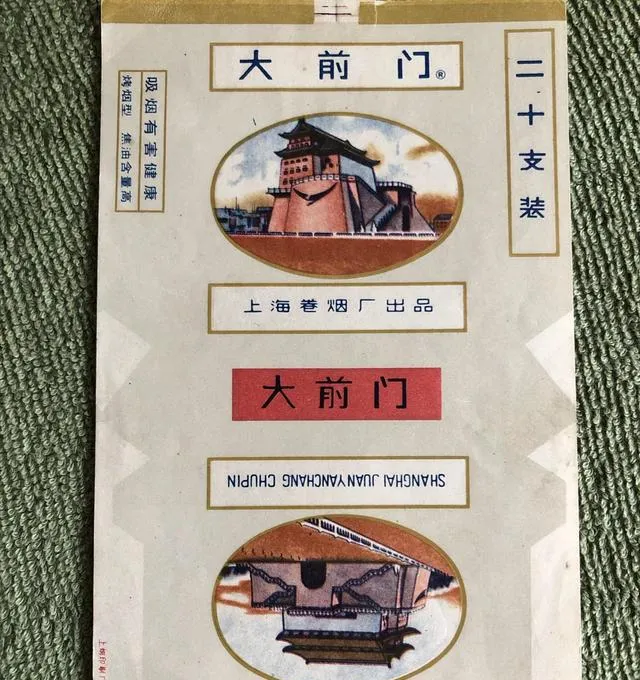 大前门®
二十支装
吸烟有害健康
烤烟型 焦油含量高
上海卷烟厂出品
大前门
SHANGHAI JUANYANCHANG CHUPIN